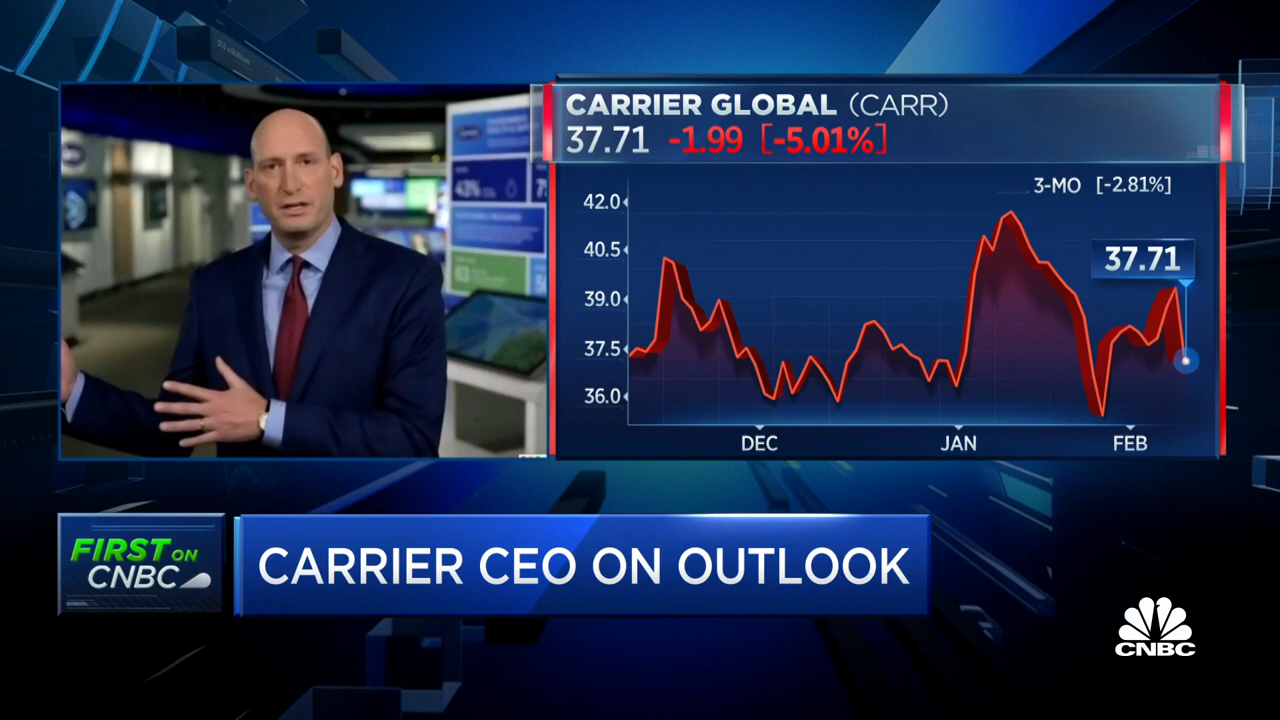 CARRIER GLOBAL (CARR)
37.71 -1.99 [-5.01%]
3-MO [-2.81%]
42.0
40.5
39.0
37.5
36.0
37.71
DEC JAN FEB
FIRST ON
CNBC
CARRIER CEO ON OUTLOOK
CNBC